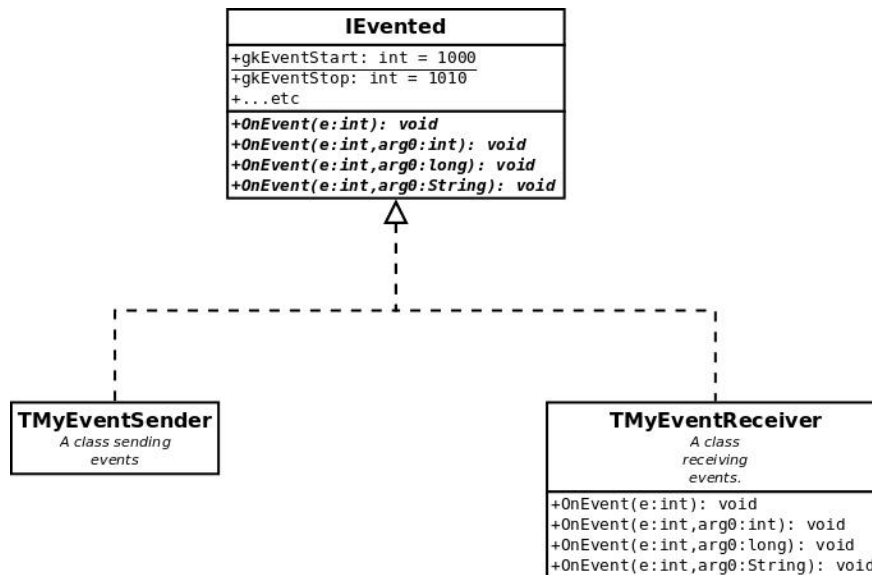 IEvented
+gkEventStart: int = 1000
+gkEventStop: int = 1010
+...etc
+OnEvent(e:int): void
+OnEvent(e:int,arg0:int): void
+OnEvent(e:int,arg0:long): void
+OnEvent(e:int,arg0:String): void
TMyEventSender
A class sending
events
TMyEventReceiver
A class
receiving
events.
+OnEvent(e:int): void
+OnEvent(e:int,arg0:int): void
+OnEvent(e:int,arg0:long): void
+OnEvent(e:int,arg0:String): void